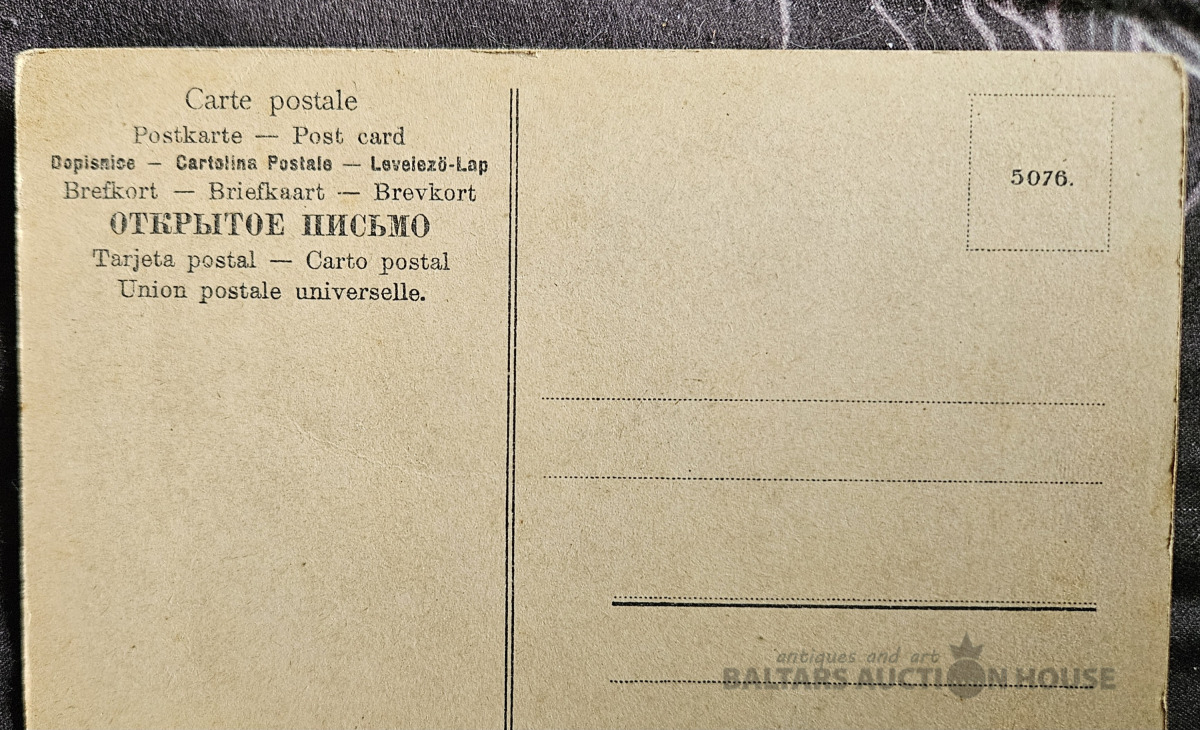 Carte postale
Postkarte — Post card
Dopisnice — Cartolina Postale — Levelező-Lap
Brefkort — Briefkaart — Brevkort
ОТКРЫТОЕ ПИСЬМО
Tarjeta postal — Carto postal
Union postale universelle.
5076.
antiques and art
BALTARS AUCTION HOUSE